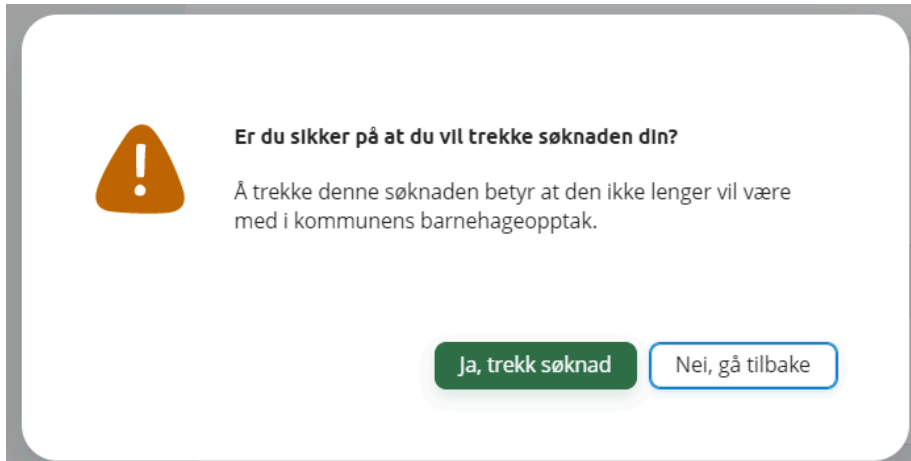 Er du sikker på at du vil trekke søknaden din?
Å trekke denne søknaden betyr at den ikke lenger vil være
med i kommunens barnehageopptak.
Ja, trekk søknad
Nei, gå tilbake